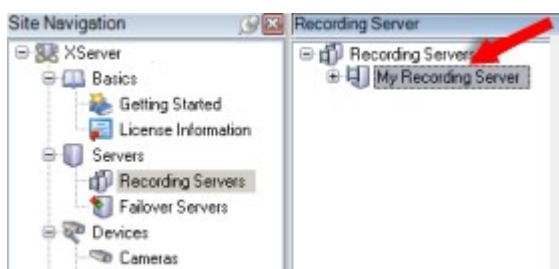 Site Navigation
XServer
Basics
Getting Started
License Information
Servers
Recording Servers
Failover Servers
Devices
Cameras
Recording Server
Recording Servers
My Recording Server